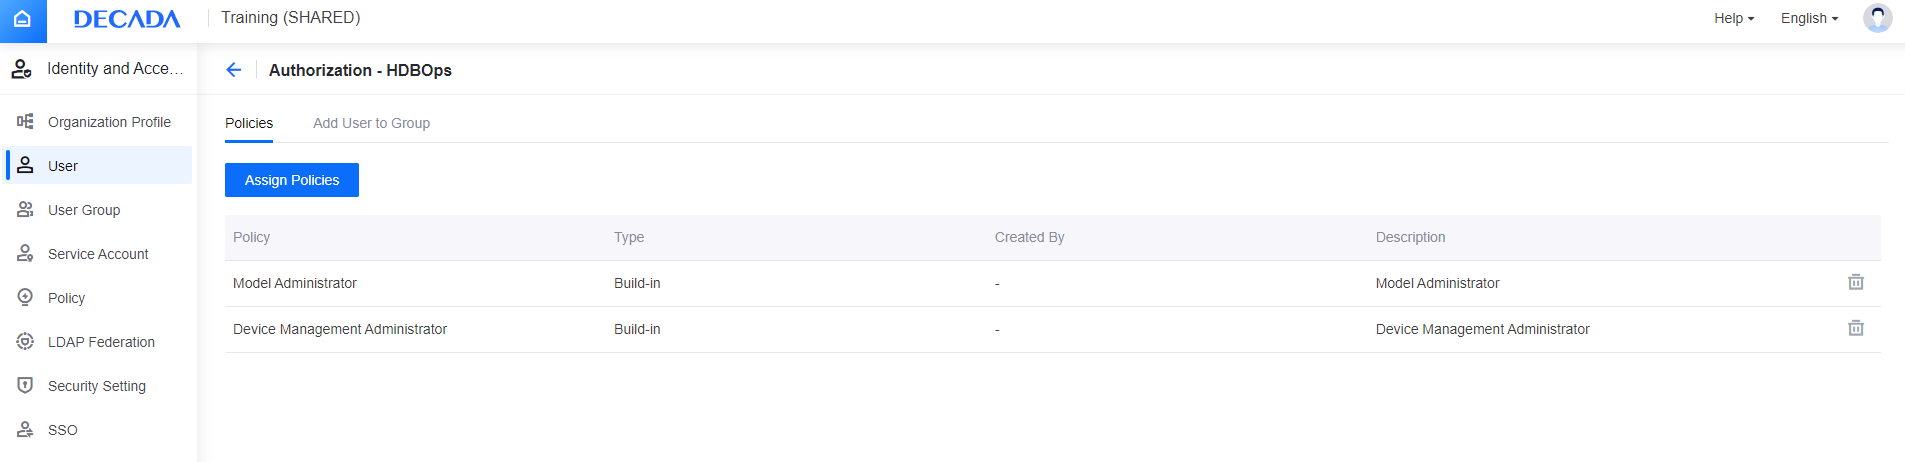 DECADA
Training (SHARED)
Help
English
Identity and Acce...
Authorization - HDBOps
Organization Profile
User
User Group
Service Account
Policy
LDAP Federation
Security Setting
SSO
Policies
Add User to Group
Assign Policies
Policy Type Created By Description
Model Administrator Build-in - Model Administrator
Device Management Administrator Build-in - Device Management Administrator